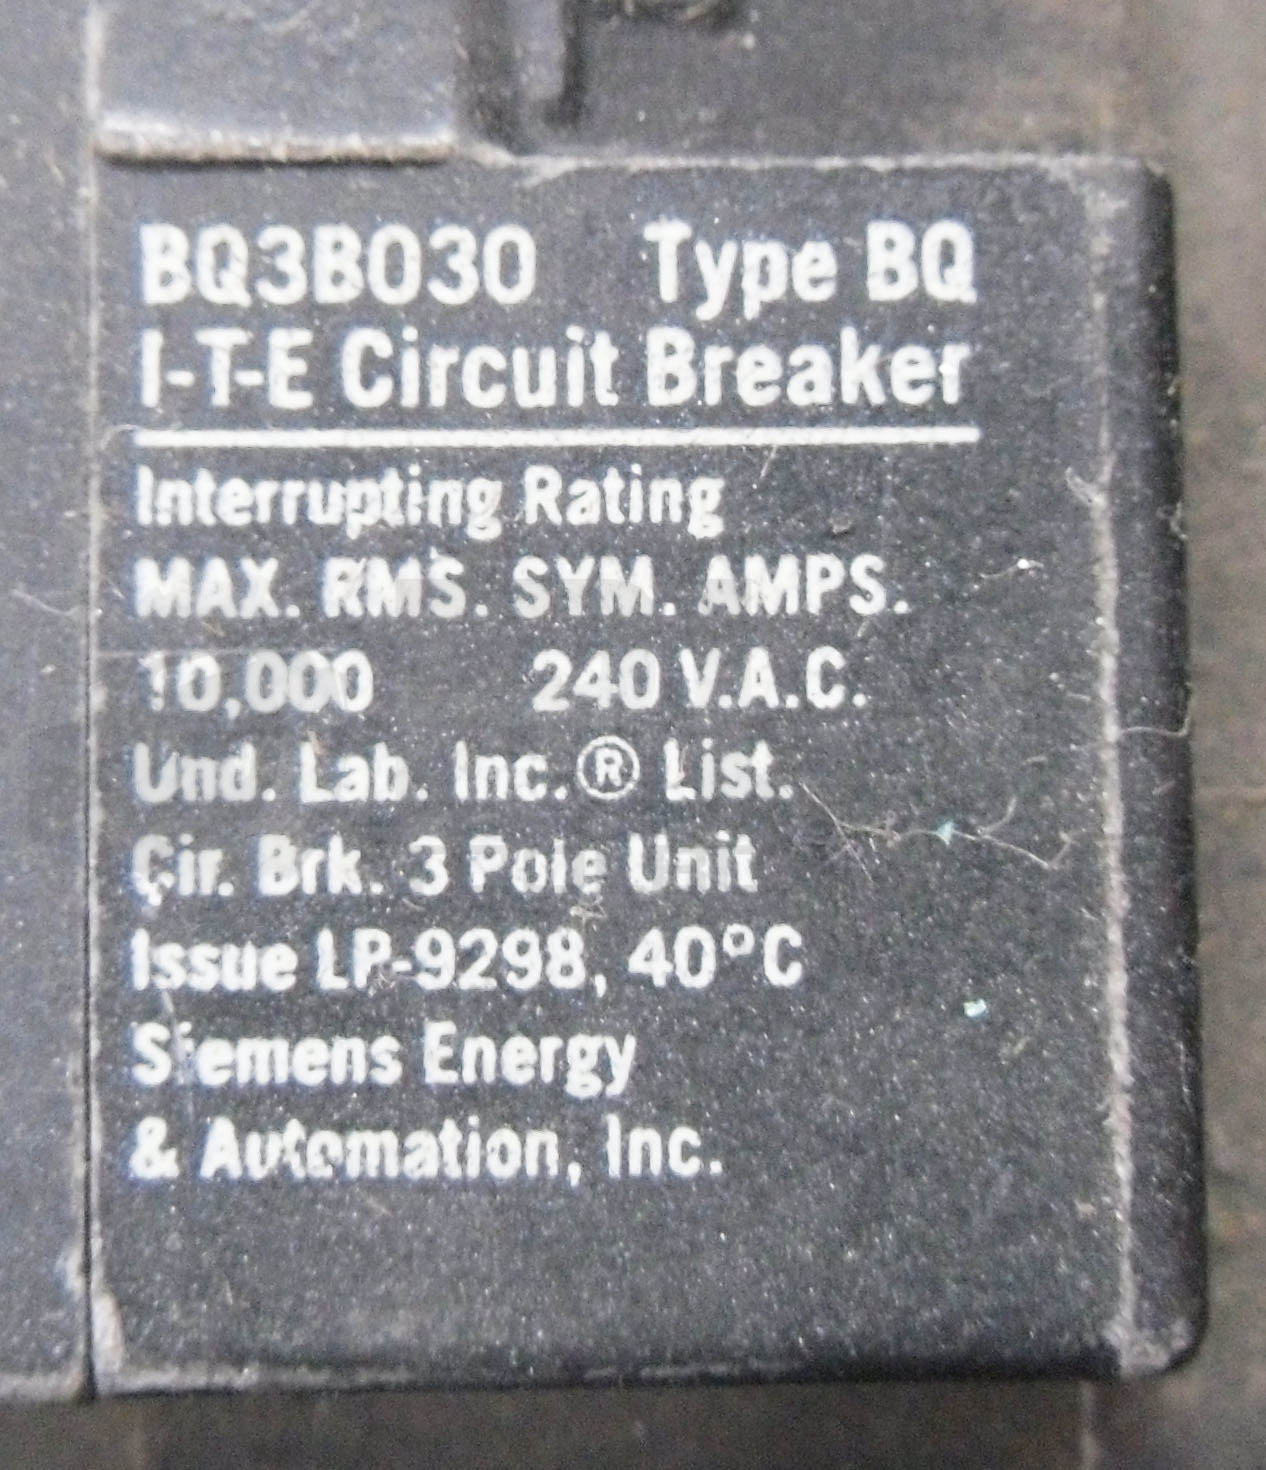 BQ3B030 Type BQ
I-T-E Circuit Breaker
Interrupting Rating
MAX. RMS. SYM. AMPS.
10,000 240 V.A.C.
Und. Lab. Inc.® List.
Cir. Brk. 3 Pole Unit
Issue LP-9298, 40°C
Siemens Energy
& Automation, Inc.